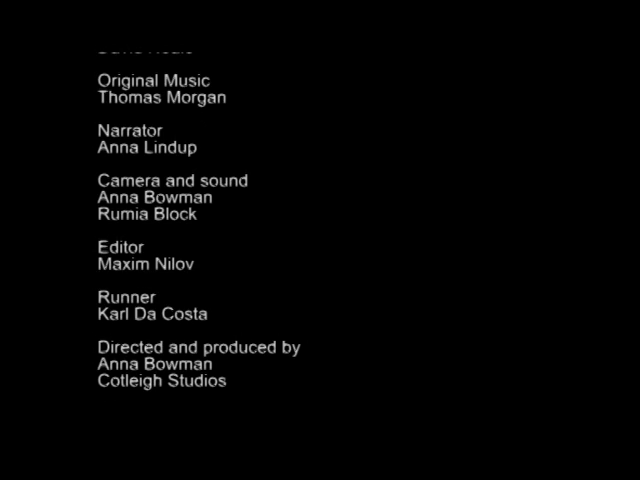 Original Music
Thomas Morgan
Narrator
Anna Lindup
Camera and sound
Anna Bowman
Rumia Block
Editor
Maxim Nilov
Runner
Karl Da Costa
Directed and produced by
Anna Bowman
Cotleigh Studios